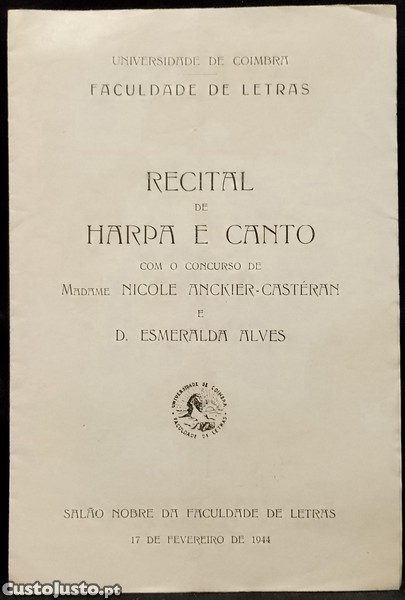 UNIVERSIDADE DE COIMBRA
FACULDADE DE LETRAS
RECITAL
DE
HARPA E CANTO
COM O CONCURSO DE
MADAME NICOLE ANCKIER-CASTÉRAN
E
D. ESMERALDA ALVES
UNIVERSIDADE DE COIMBRA
FACULDADE DE LETRAS
SALÃO NOBRE DA FACULDADE DE LETRAS
17 DE FEVEREIRO DE 1944
CustoJusto.pt